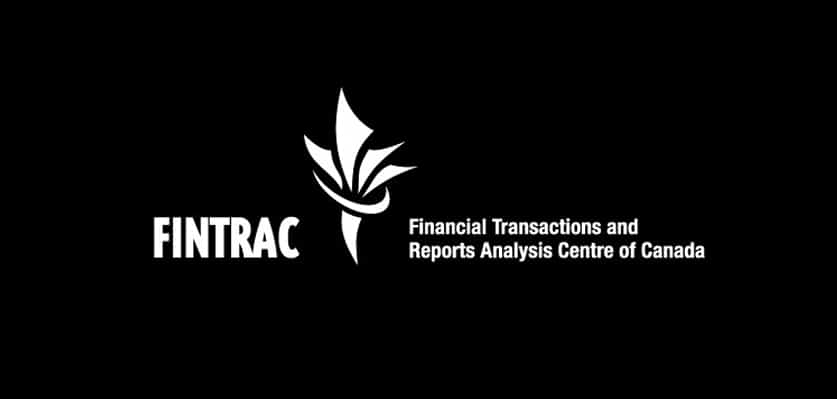 FINTRAC
Financial Transactions and
Reports Analysis Centre of Canada